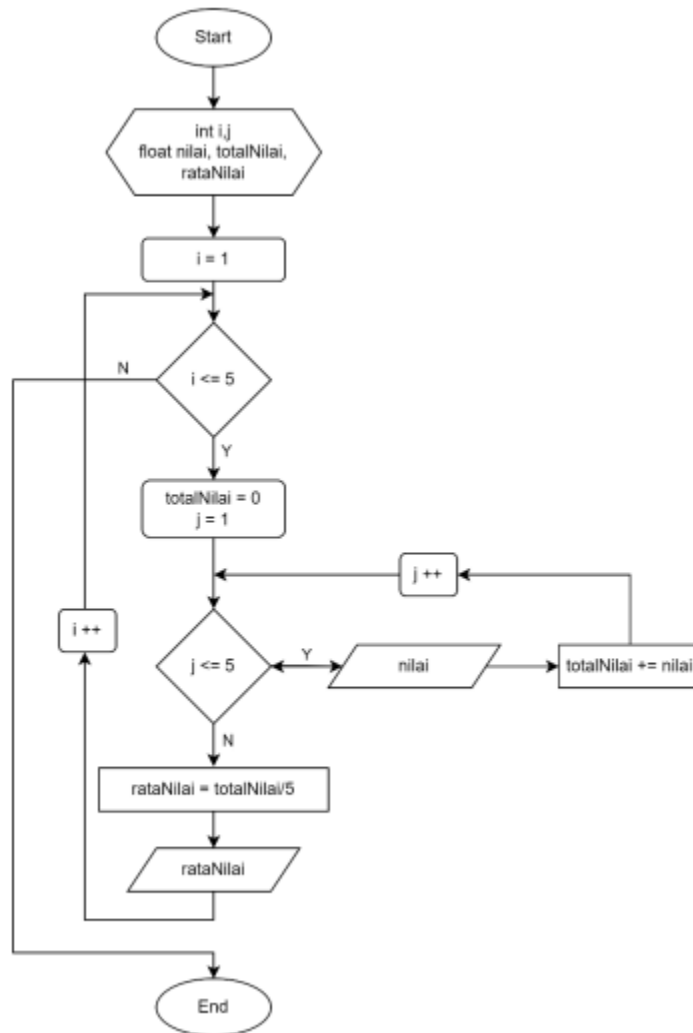 Start
int i,j
float nilai, totalNilai,
rataNilai
i = 1
i <= 5
N
Y
totalNilai = 0
j = 1
j ++
i ++
j <= 5
Y
nilai
totalNilai += nilai
N
rataNilai = totalNilai/5
rataNilai
End